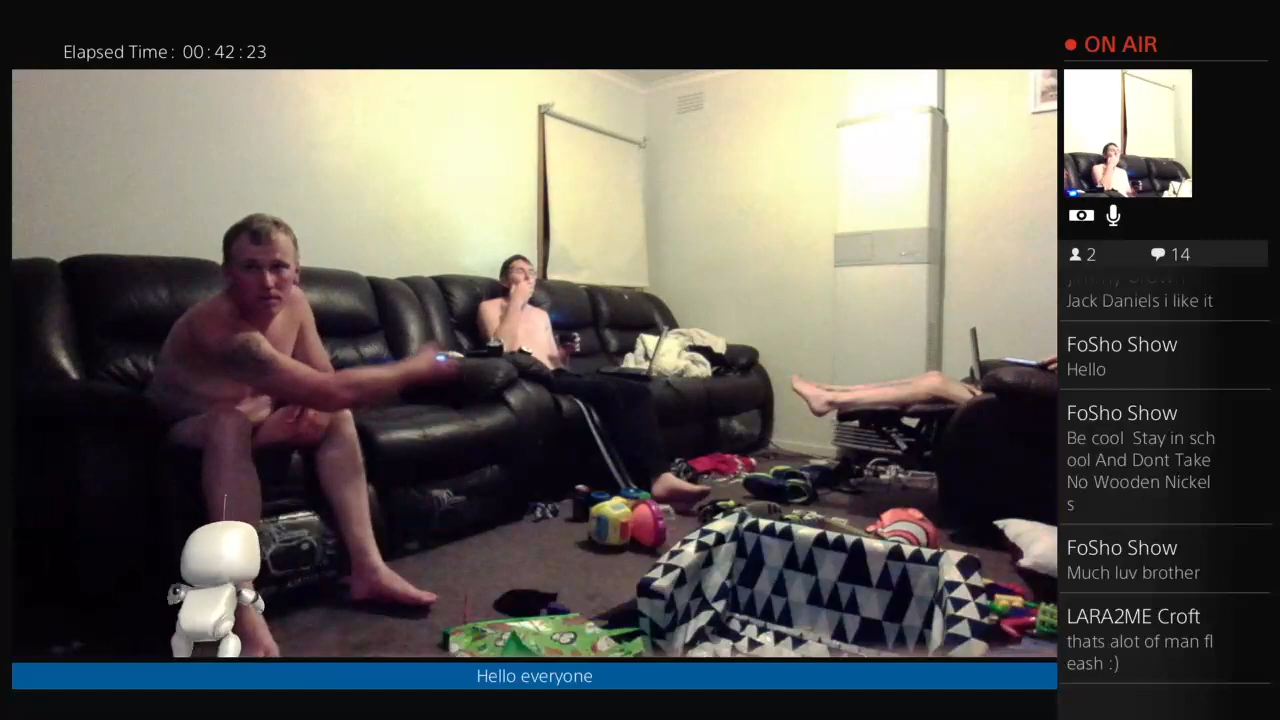 Elapsed Time: 00:42:23
ON AIR
2
14
Jack Daniels i like it
FoSho Show
Hello
FoSho Show
Be cool Stay in sch
ool And Dont Take
No Wooden Nickel
s
FoSho Show
Much luv brother
LARA2ME Croft
thats alot of man fl
eash :)
Hello everyone